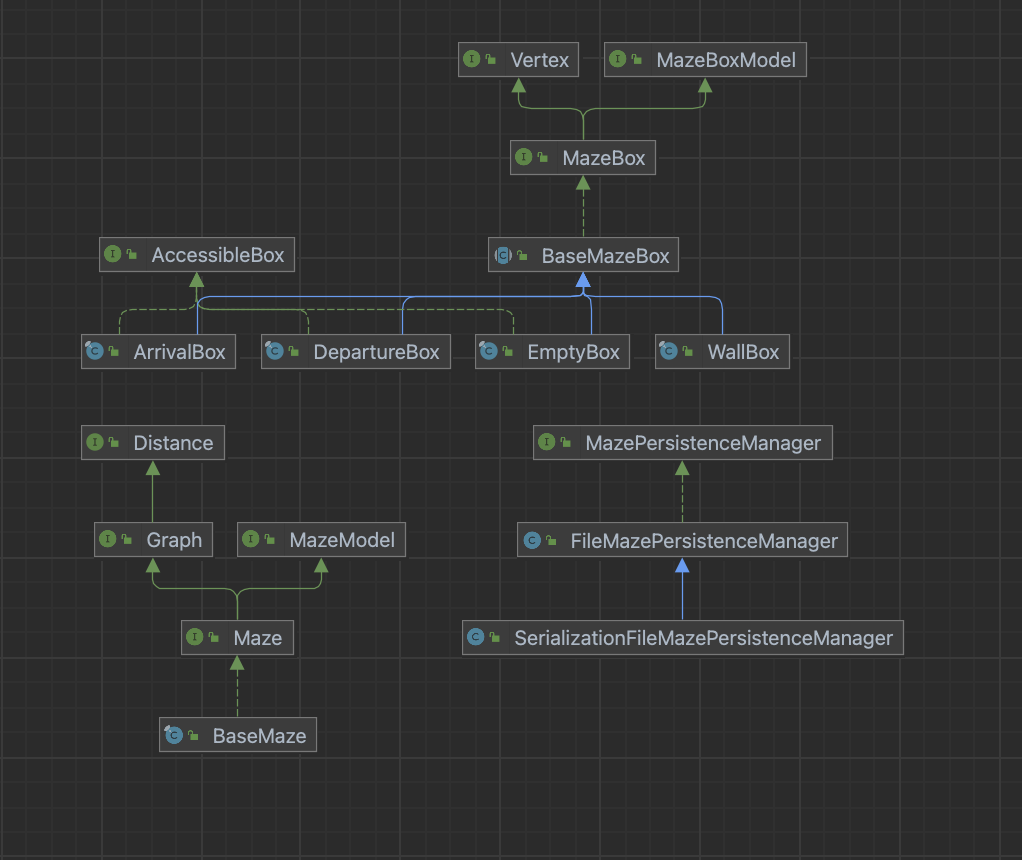 Vertex
MazeBoxModel
MazeBox
AccessibleBox
BaseMazeBox
ArrivalBox
DepartureBox
EmptyBox
WallBox
Distance
MazePersistenceManager
Graph
MazeModel
FileMazePersistenceManager
Maze
SerializationFileMazePersistenceManager
BaseMaze